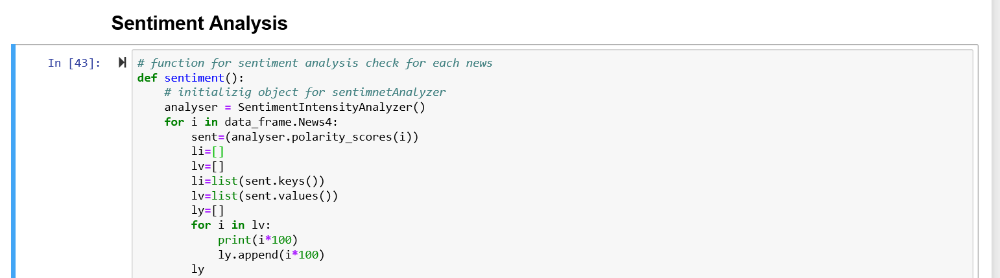 Sentiment Analysis
In [43]:
# function for sentiment analysis check for each news
def sentiment():
    # initializig object for sentimnetAnalyzer
    analyser = SentimentIntensityAnalyzer()
    for i in data_frame.News4:
        sent=(analyser.polarity_scores(i))
        li=[]
        lv=[]
        li=list(sent.keys())
        lv=list(sent.values())
        ly=[]
        for i in lv:
            print(i*100)
            ly.append(i*100)
        ly